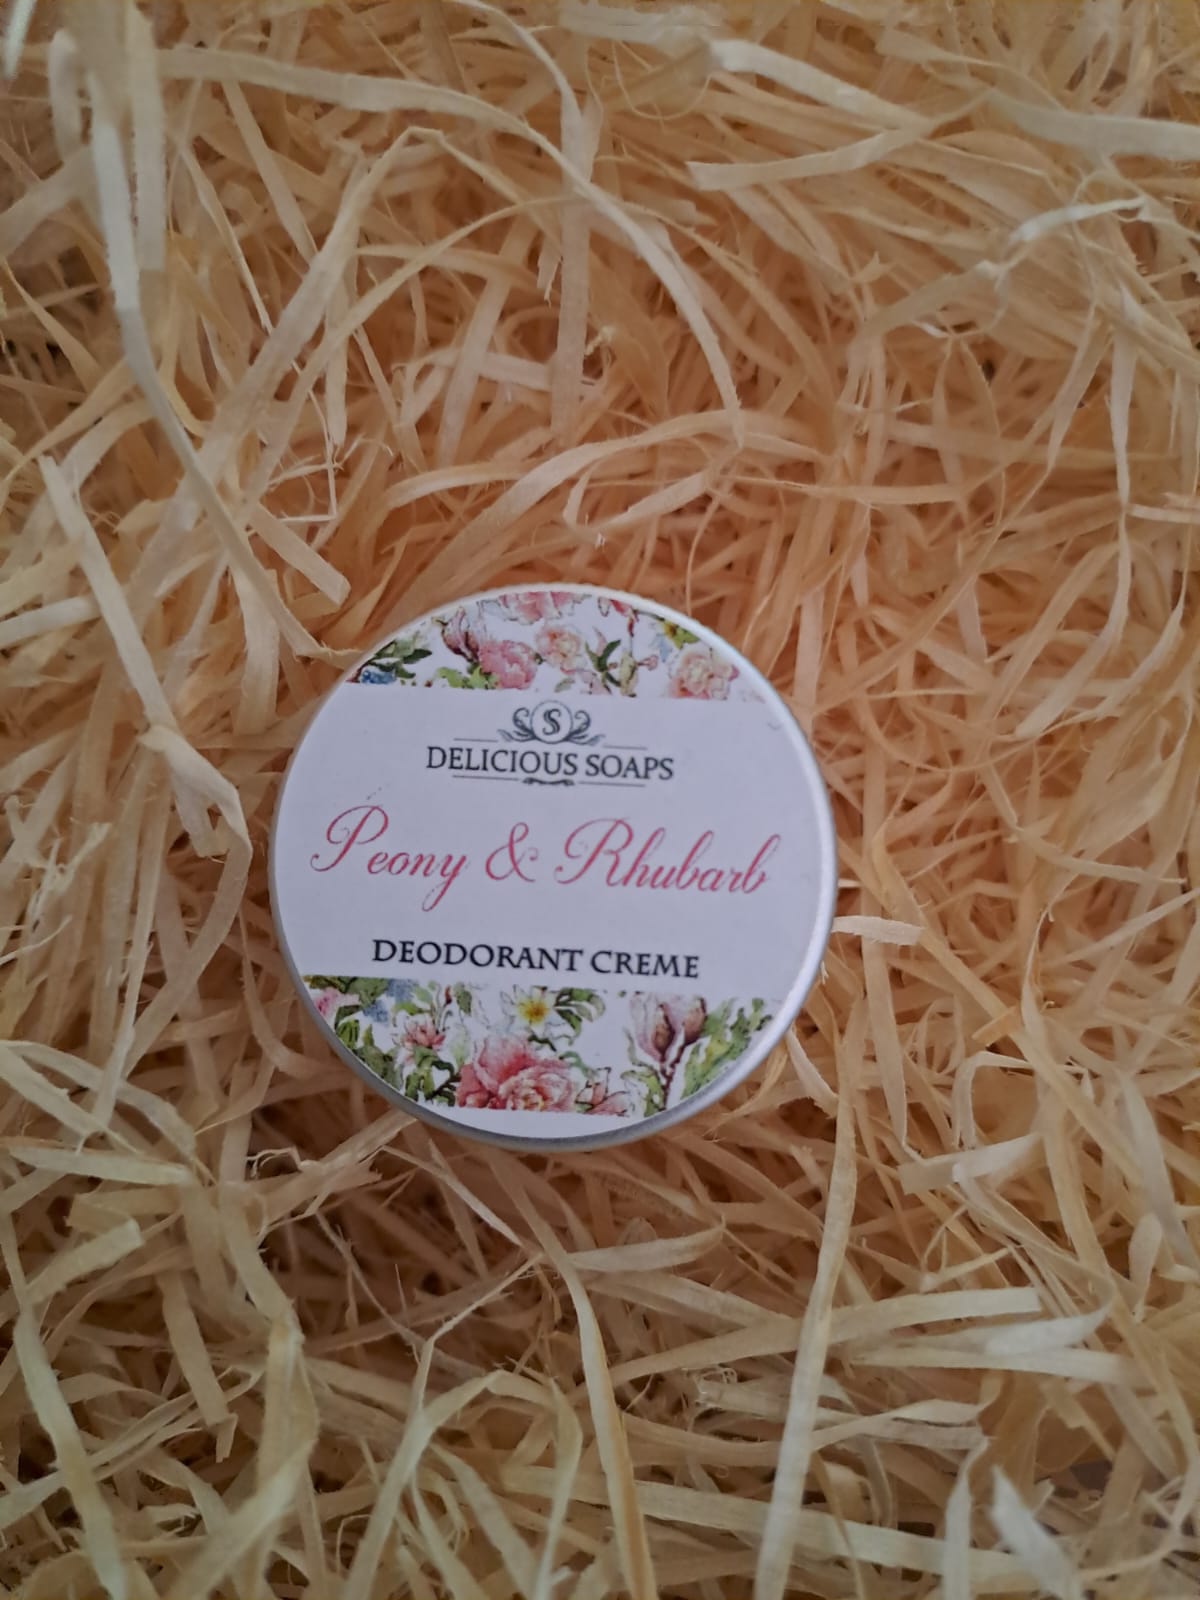 S
DELICIOUS SOAPS
Peony & Rhubarb
DEODORANT CREME